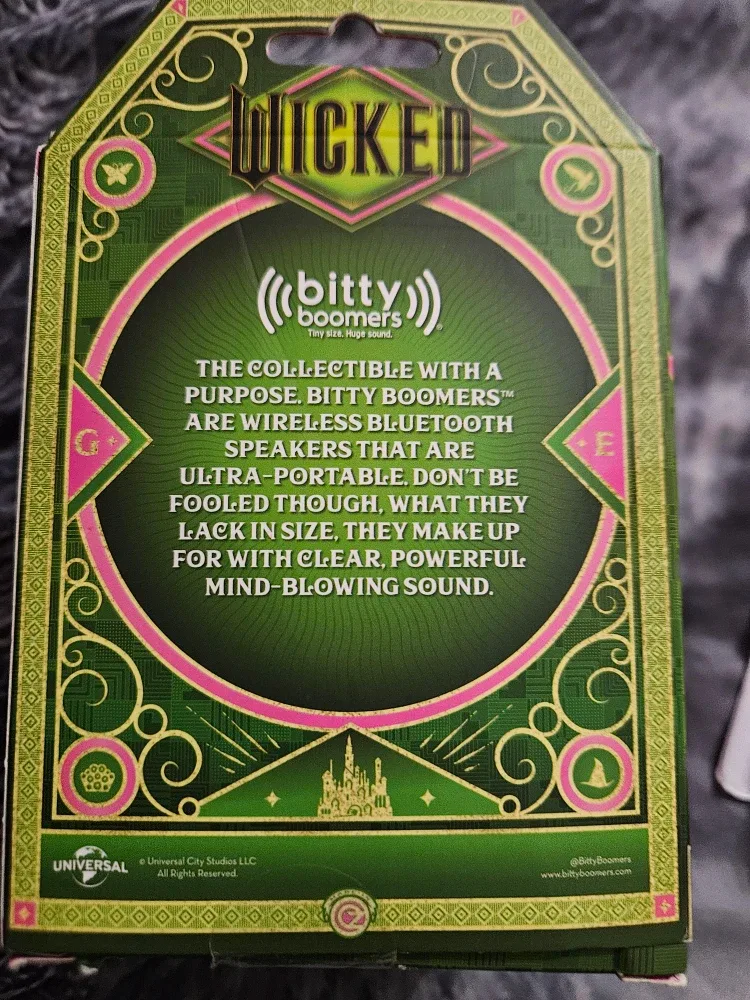 WICKED
bitty
boomers®
Tiny size. Huge sound.
THE COLLECTIBLE WITH A
PURPOSE. BITTY BOOMERS™
ARE WIRELESS BLUETOOTH
SPEAKERS THAT ARE
ULTRA-PORTABLE. DON'T BE
FOOLED THOUGH, WHAT THEY
LACK IN SIZE, THEY MAKE UP
FOR WITH CLEAR, POWERFUL
MIND-BLOWING SOUND.
G
E
UNIVERSAL
© Universal City Studios LLC
All Rights Reserved.
@BittyBoomers
www.bittyboomers.com
OZ